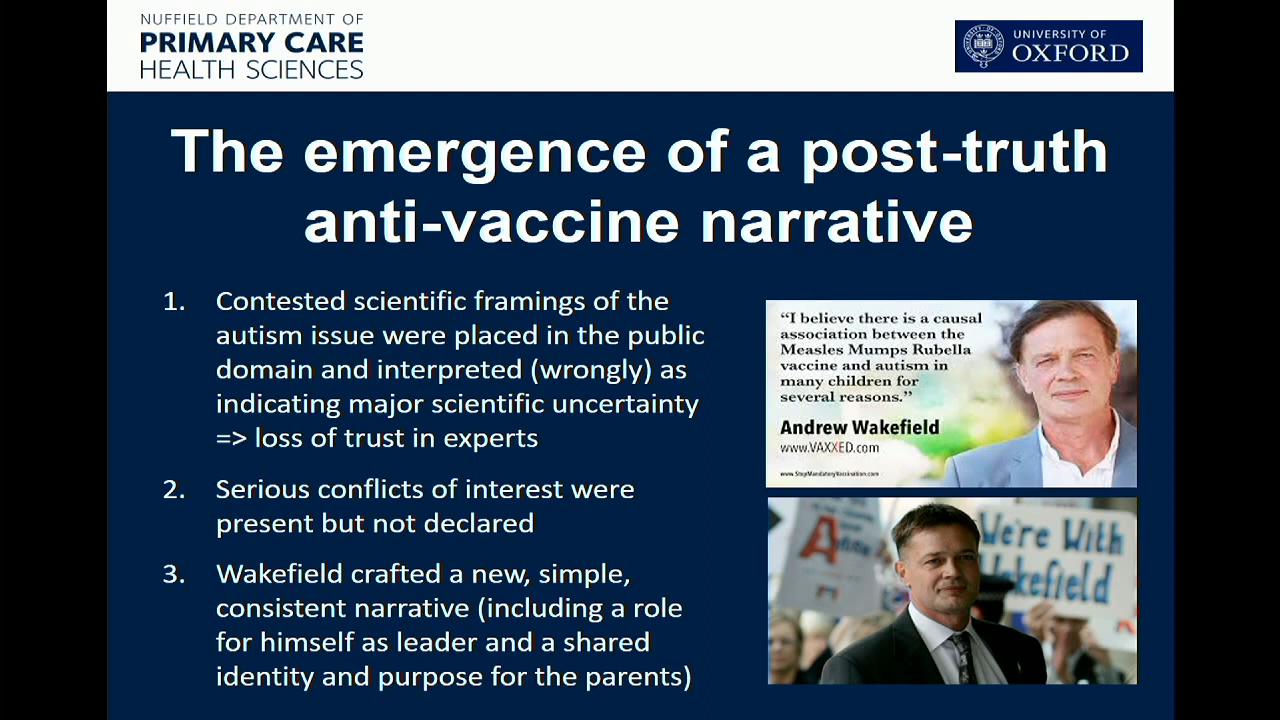 NUFFIELD DEPARTMENT OF
PRIMARY CARE
HEALTH SCIENCES
UNIVERSITY OF
OXFORD
The emergence of a post-truth
anti-vaccine narrative
1. Contested scientific framings of the
autism issue were placed in the public
domain and interpreted (wrongly) as
indicating major scientific uncertainty
=> loss of trust in experts
2. Serious conflicts of interest were
present but not declared
3. Wakefield crafted a new, simple,
consistent narrative (including a role
for himself as leader and a shared
identity and purpose for the parents)
“I believe there is a causal
association between the
Measles Mumps Rubella
vaccine and autism in
many children for
several reasons.”
Andrew Wakefield
www.VAXXED.com
www.StopMandatoryVaccination.com
We're With